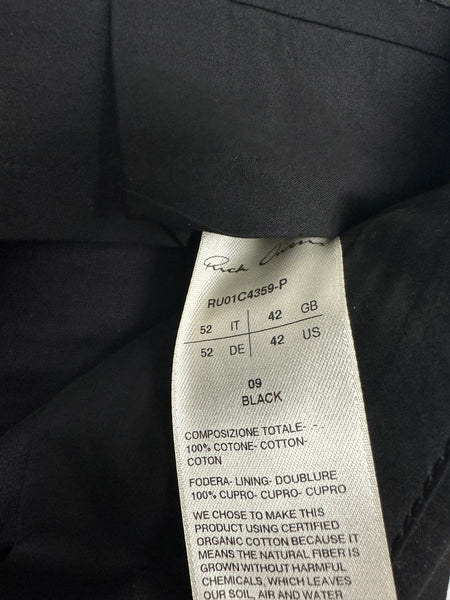 Rick Owens
RU01C4359-P
52 IT 42 GB
52 DE 42 US
09
BLACK
COMPOSIZIONE TOTALE- - -
100% COTONE- COTTON-
COTON
FODERA- LINING- DOUBLURE
100% CUPRO- CUPRO- CUPRO
WE CHOSE TO MAKE THIS
PRODUCT USING CERTIFIED
ORGANIC COTTON BECAUSE IT
MEANS THE NATURAL FIBER IS
GROWN WITHOUT HARMFUL
CHEMICALS, WHICH LEAVES
OUR SOIL, AIR AND WATER